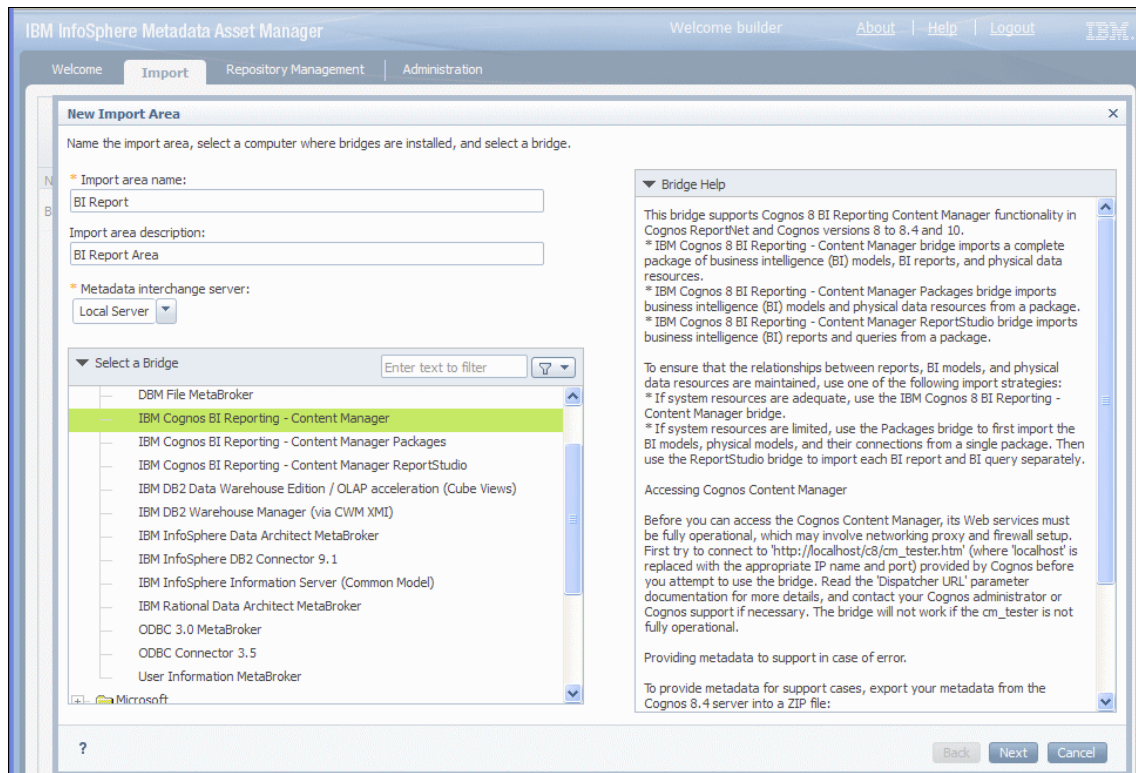 IBM InfoSphere Metadata Asset Manager
Welcome builder
About
Help
Logout
IBM.
Welcome
Import
Repository Management
Administration
New Import Area
Name the import area, select a computer where bridges are installed, and select a bridge.
N
B
* Import area name:
BI Report
Import area description:
BI Report Area
* Metadata interchange server:
Local Server
Select a Bridge
Enter text to filter
DBM File MetaBroker
IBM Cognos BI Reporting - Content Manager
IBM Cognos BI Reporting - Content Manager Packages
IBM Cognos BI Reporting - Content Manager ReportStudio
IBM DB2 Data Warehouse Edition / OLAP acceleration (Cube Views)
IBM DB2 Warehouse Manager (via CWM XMI)
IBM InfoSphere Data Architect MetaBroker
IBM InfoSphere DB2 Connector 9.1
IBM InfoSphere Information Server (Common Model)
IBM Rational Data Architect MetaBroker
ODBC 3.0 MetaBroker
ODBC Connector 3.5
User Information MetaBroker
Microsoft
Bridge Help
This bridge supports Cognos 8 BI Reporting Content Manager functionality in
Cognos ReportNet and Cognos versions 8 to 8.4 and 10.
* IBM Cognos 8 BI Reporting - Content Manager bridge imports a complete
package of business intelligence (BI) models, BI reports, and physical data
resources.
* IBM Cognos 8 BI Reporting - Content Manager Packages bridge imports
business intelligence (BI) models and physical data resources from a package.
* IBM Cognos 8 BI Reporting - Content Manager ReportStudio bridge imports
business intelligence (BI) reports and queries from a package.
To ensure that the relationships between reports, BI models, and physical
data resources are maintained, use one of the following import strategies:
* If system resources are adequate, use the IBM Cognos 8 BI Reporting -
Content Manager bridge.
* If system resources are limited, use the Packages bridge to first import the
BI models, physical models, and their connections from a single package. Then
use the ReportStudio bridge to import each BI report and BI query separately.
Accessing Cognos Content Manager
Before you can access the Cognos Content Manager, its Web services must
be fully operational, which may involve networking proxy and firewall setup.
First try to connect to 'http://localhost/c8/cm_tester.htm' (where 'localhost' is
replaced with the appropriate IP name and port) provided by Cognos before
you attempt to use the bridge. Read the 'Dispatcher URL' parameter
documentation for more details, and contact your Cognos administrator or
Cognos support if necessary. The bridge will not work if the cm_tester is not
fully operational.
Providing metadata to support in case of error.
To provide metadata for support cases, export your metadata from the
Cognos 8.4 server into a ZIP file:
?
Back
Next
Cancel